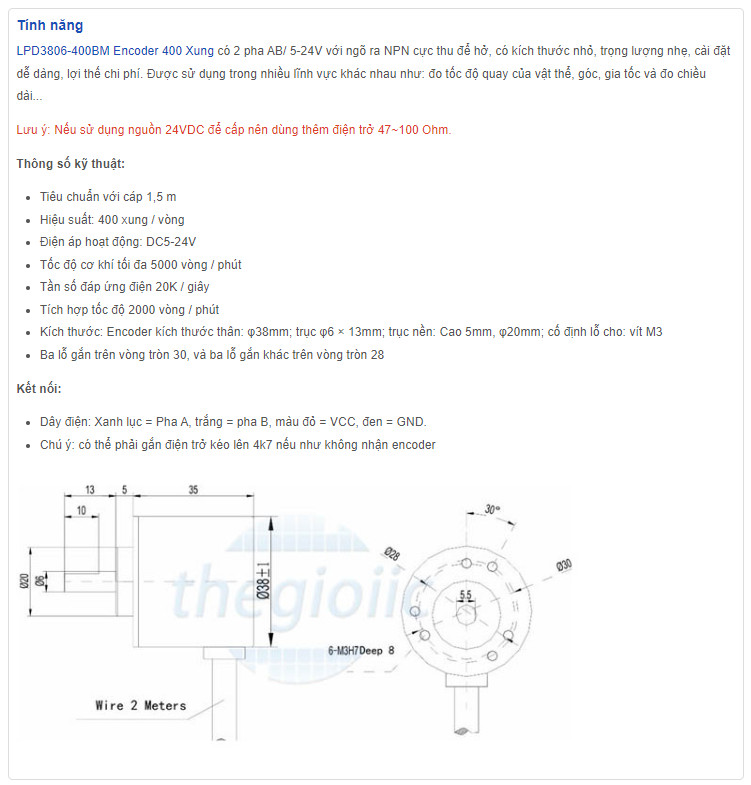 Tính năng
LPD3806-400BM Encoder 400 Xung có 2 pha AB/ 5-24V với ngõ ra NPN cực thu để hở, có kích thước nhỏ, trọng lượng nhẹ, cài đặt
dễ dàng, lợi thế chi phí. Được sử dụng trong nhiều lĩnh vực khác nhau như: đo tốc độ quay của vật thể, góc, gia tốc và đo chiều
dài...
Lưu ý: Nếu sử dụng nguồn 24VDC để cấp nên dùng thêm điện trở 47~100 Ohm.
Thông số kỹ thuật:
Tiêu chuẩn với cáp 1,5 m
Hiệu suất: 400 xung / vòng
Điện áp hoạt động: DC5-24V
Tốc độ cơ khí tối đa 5000 vòng / phút
Tần số đáp ứng điện 20K / giây
Tích hợp tốc độ 2000 vòng / phút
Kích thước: Encoder kích thước thân: φ38mm; trục φ6 × 13mm; trục nền: Cao 5mm, φ20mm; cố định lỗ cho: vít M3
Ba lỗ gắn trên vòng tròn 30, và ba lỗ gắn khác trên vòng tròn 28
Kết nối:
Dây điện: Xanh lục = Pha A, trắng = pha B, màu đỏ = VCC, đen = GND.
Chú ý: có thể phải gắn điện trở kéo lên 4k7 nếu như không nhận encoder
13 5 35
10
30°
Ø28
Ø30
Ø20
Ø6
Ø38±1
5.5
thegioiic
6-M3H7Deep 8
Wire 2 Meters